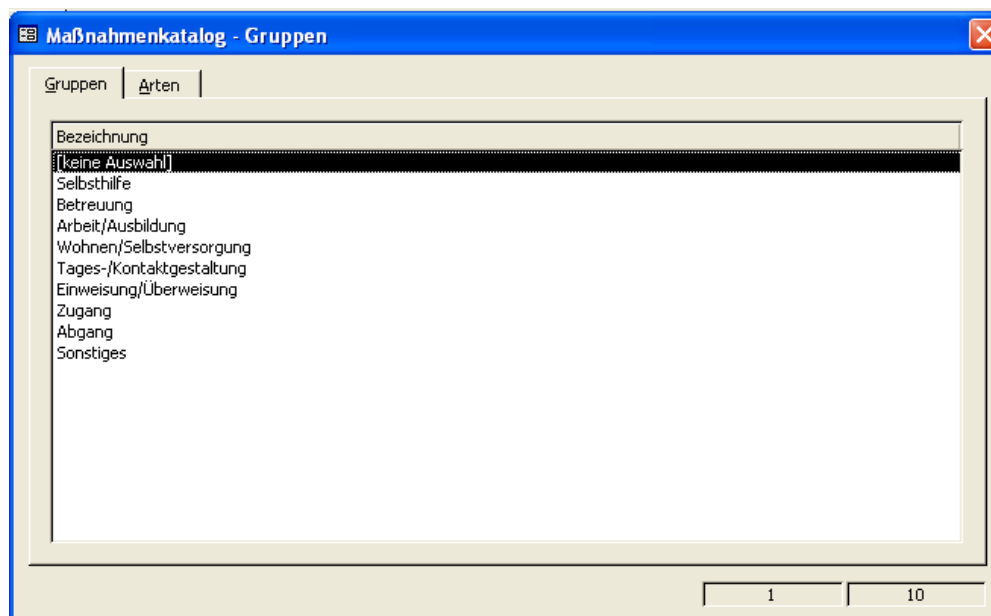 Maßnahmenkatalog - Gruppen
Gruppen Arten
Bezeichnung
[keine Auswahl]
Selbsthilfe
Betreuung
Arbeit/Ausbildung
Wohnen/Selbstversorgung
Tages-/Kontaktgestaltung
Einweisung/Überweisung
Zugang
Abgang
Sonstiges
1 10